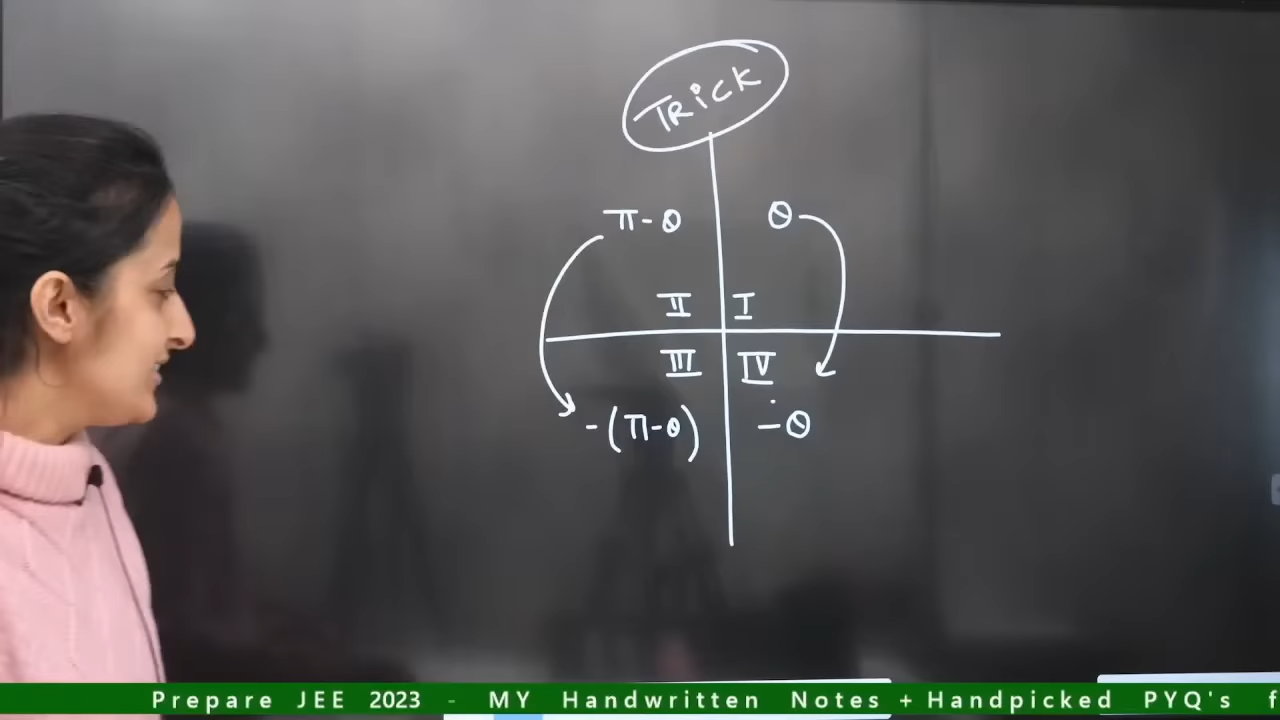 TRicK
π-θ θ
II I
III IV
-(π-θ) -θ
Prepare JEE 2023 - MY Handwritten Notes + Handpicked PYQ's f